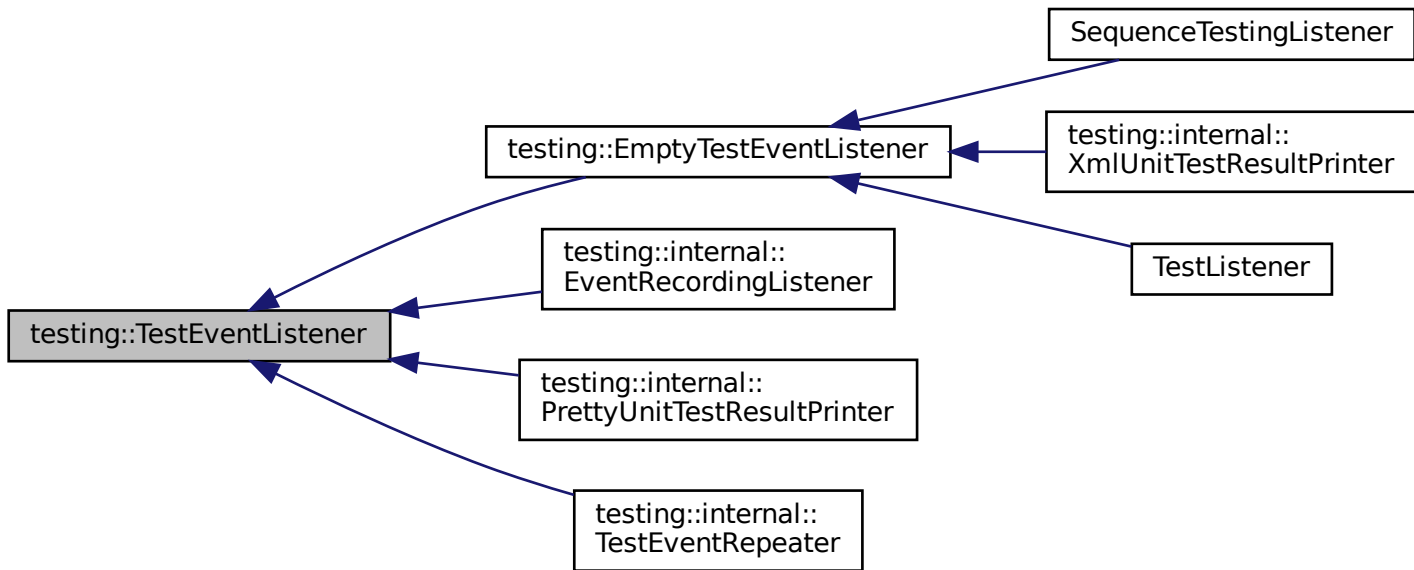 SequenceTestingListener
testing::EmptyTestEventListener
testing::internal::
XmlUnitTestResultPrinter
testing::internal::
EventRecordingListener
TestListener
testing::TestEventListener
testing::internal::
PrettyUnitTestResultPrinter
testing::internal::
TestEventRepeater